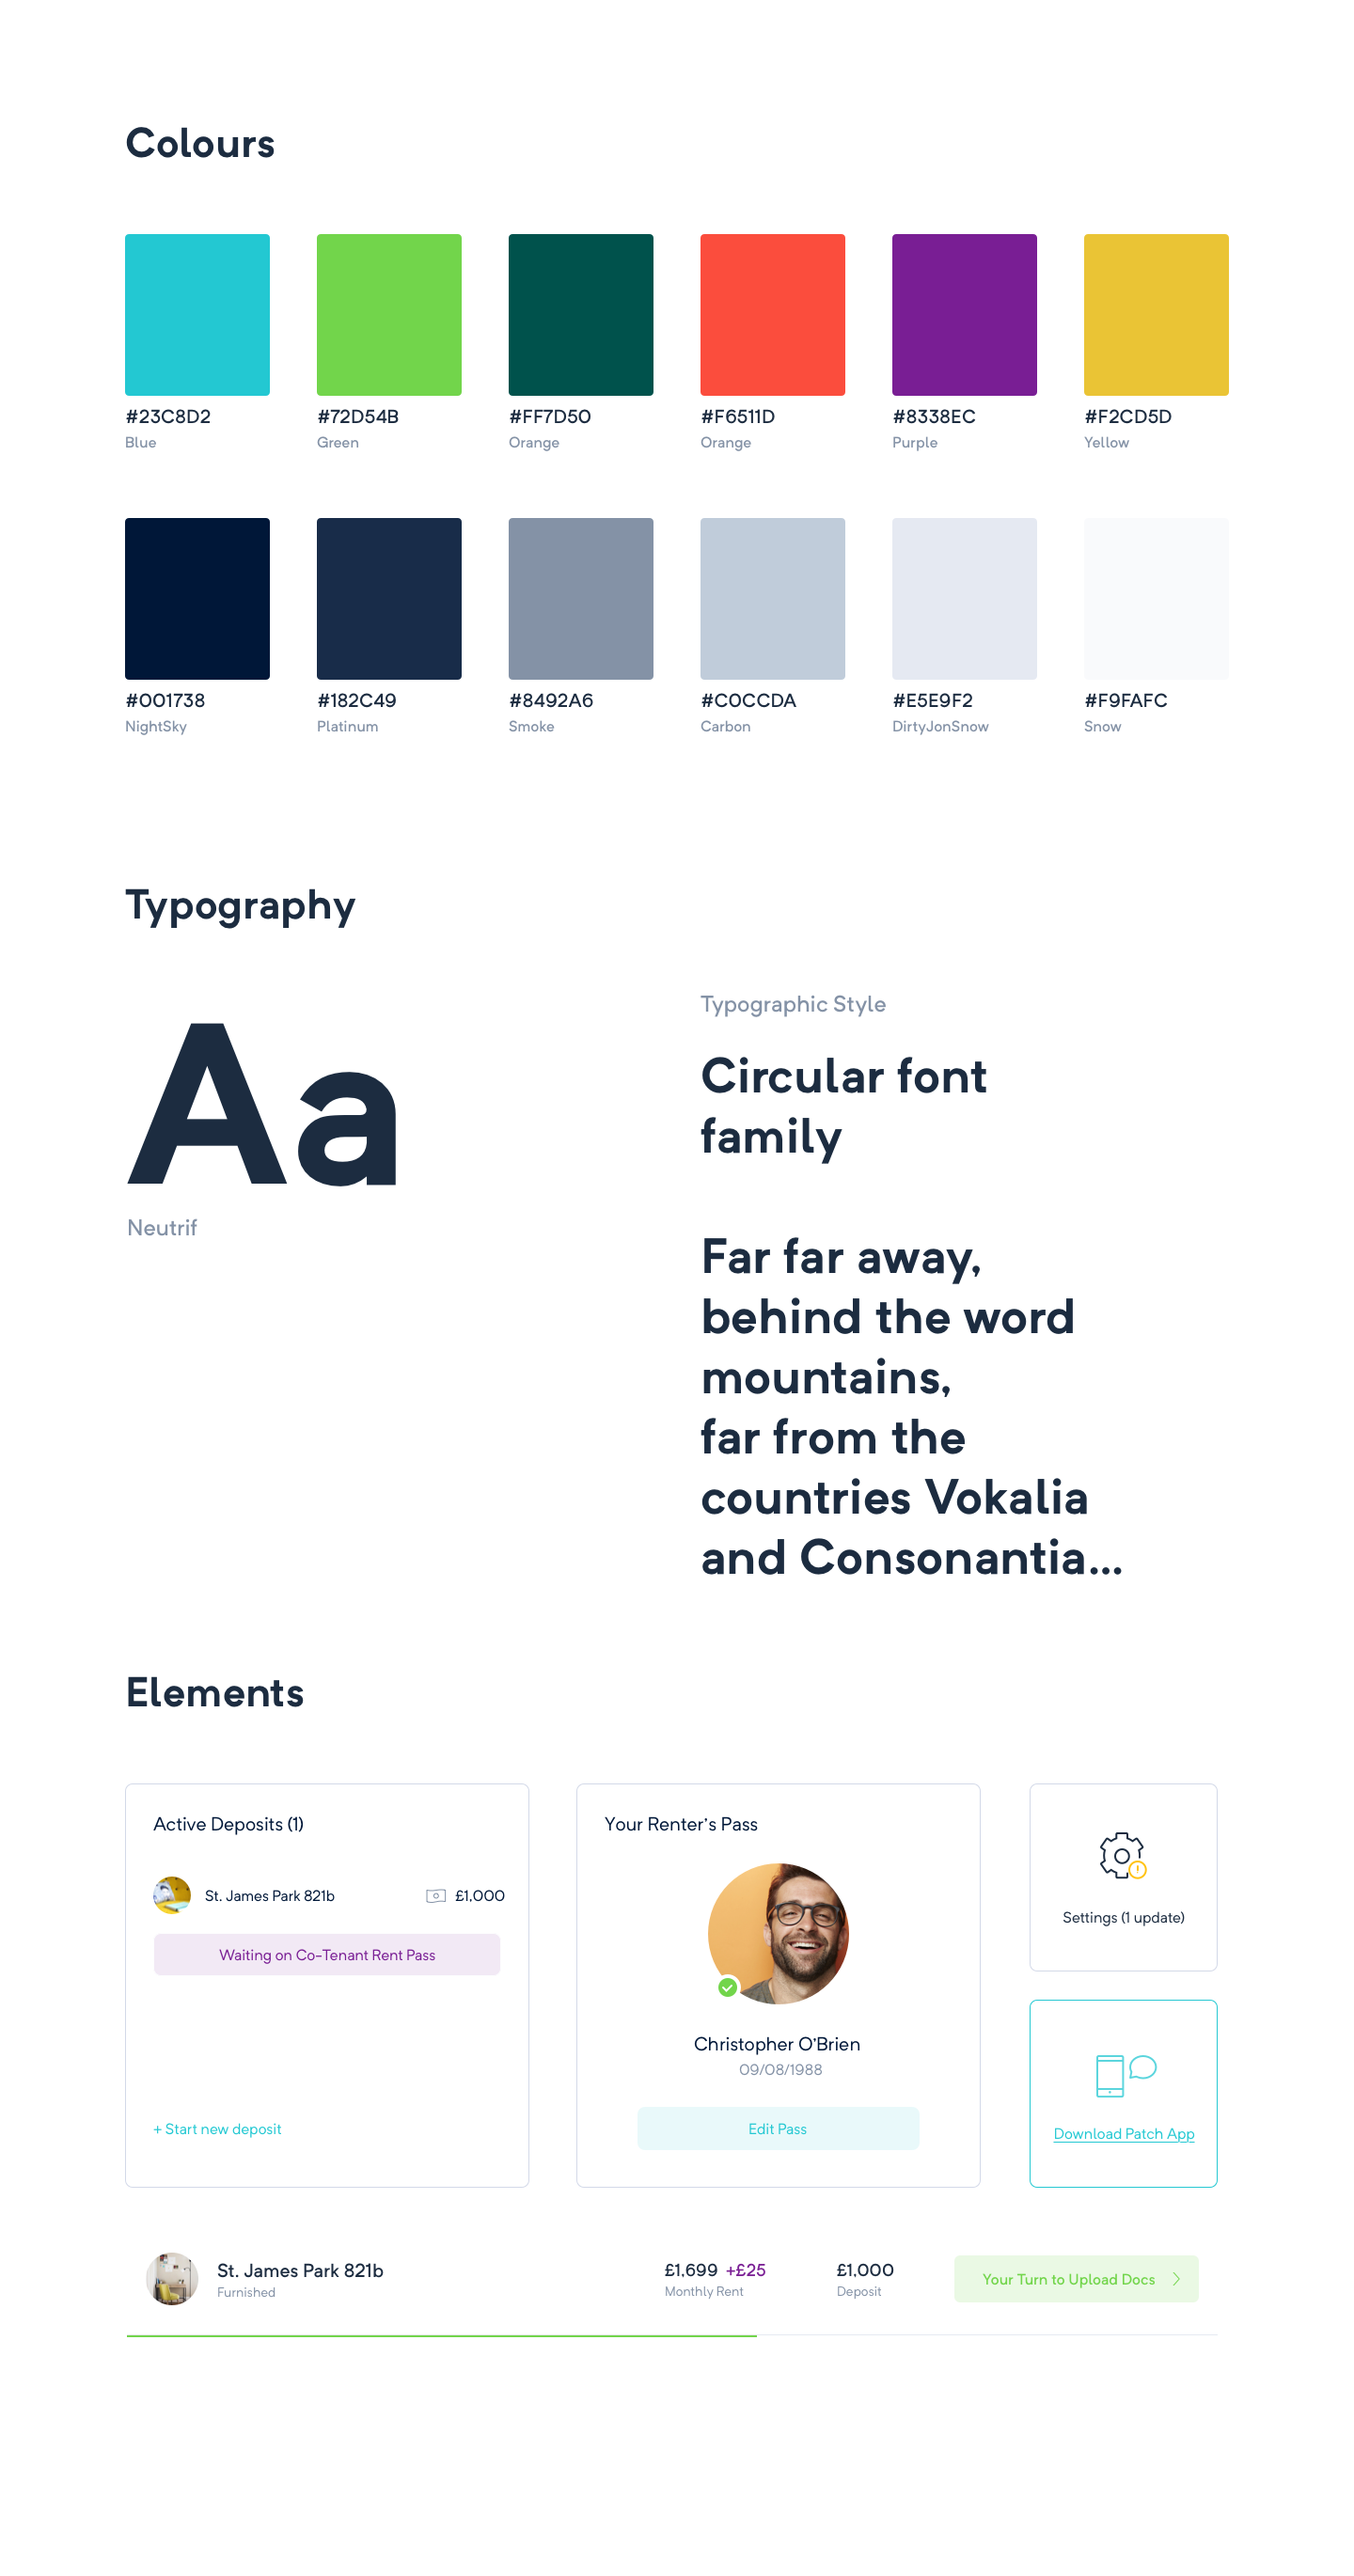 Colours
#23C8D2
#72D54B
#FF7D50
#F6511D
#8338EC
#F2CD5D
Blue
Green
Orange
Orange
Purple
Yellow
#001738
#182C49
#8492A6
#C0CCDA
#E5E9F2
#F9FAFC
NightSky
Platinum
Smoke
Carbon
DirtyJonSnow
Snow
Typography
Aa
Neutrif
Typographic Style
Circular font
family
Far far away,
behind the word
mountains,
far from the
countries Vokalia
and Consonantia...
Elements
Active Deposits (1)
St. James Park 821b
£1,000
Waiting on Co-Tenant Rent Pass
+ Start new deposit
Your Renter's Pass
Christopher O'Brien
09/08/1988
Edit Pass
Settings (1 update)
Download Patch App
St. James Park 821b
Furnished
£1,699 +£25
Monthly Rent
£1,000
Deposit
Your Turn to Upload Docs